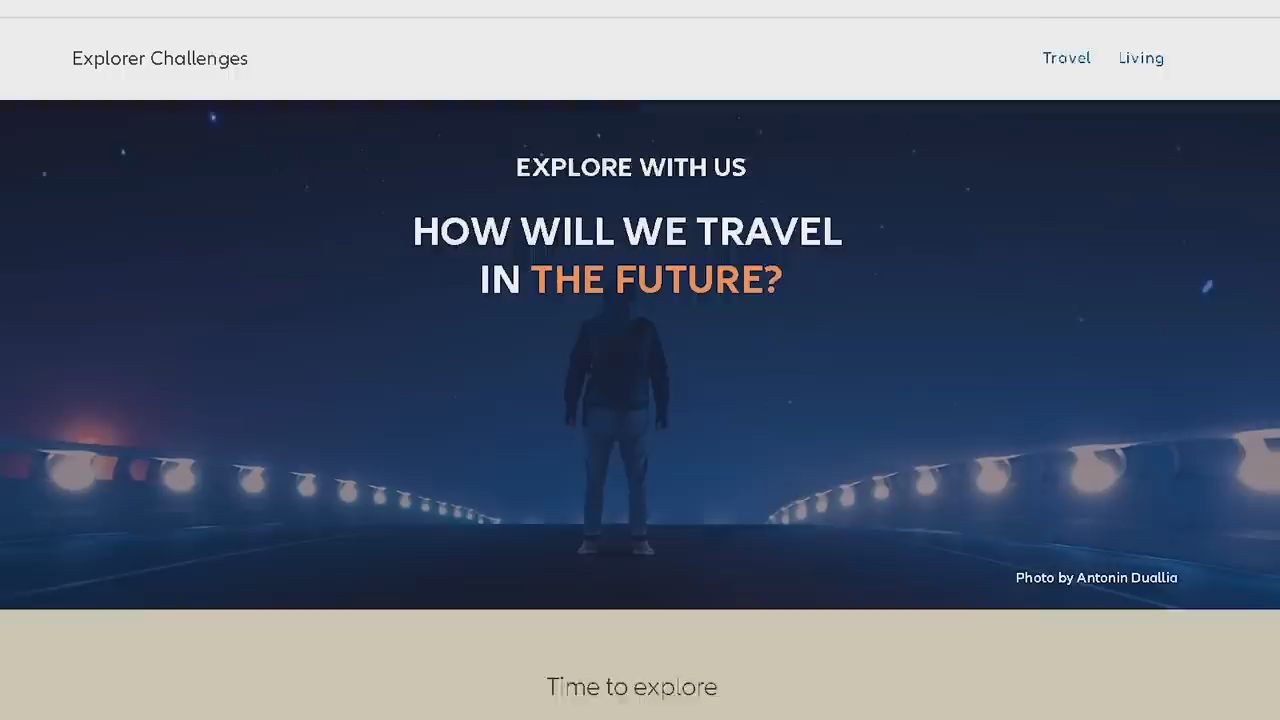 Explorer Challenges
Travel
Living
EXPLORE WITH US
HOW WILL WE TRAVEL
IN THE FUTURE?
Photo by Antonin Duallia
Time to explore